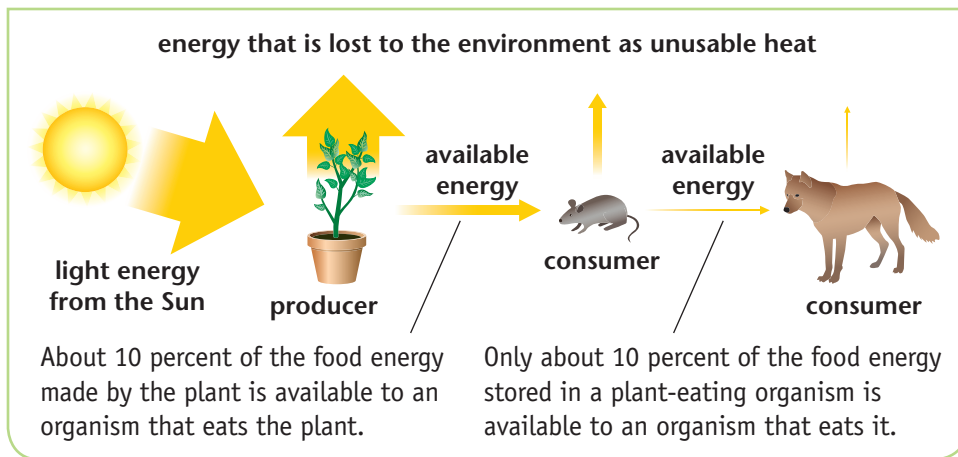 energy that is lost to the environment as unusable heat
available
energy
available
energy
light energy
from the Sun
producer
consumer
consumer
About 10 percent of the food energy
made by the plant is available to an
organism that eats the plant.
Only about 10 percent of the food energy
stored in a plant-eating organism is
available to an organism that eats it.